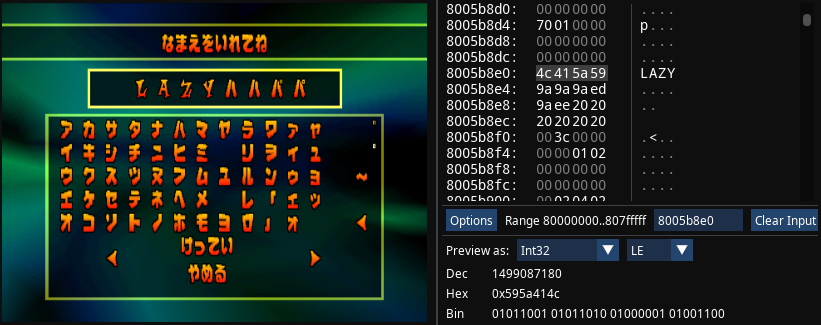 なまえをいれてね
L A Z Y ハ ハ バ パ
ア カ サ タ ナ ハ マ ヤ ラ ワ ァ ャ ゛
イ キ シ チ ニ ヒ ミ リ ヲ ィ ュ ゜
ウ ク ス ツ ヌ フ ム ユ ル ン ゥ ョ ~
エ ケ セ テ ネ ヘ メ レ 「 ェ ッ
オ コ ソ ト ノ ホ モ ヨ ロ 」 ォ
けってい
やめる
8005b8d0: 00 00 00 00 ....
8005b8d4: 70 01 00 00 p...
8005b8d8: 00 00 00 00 ....
8005b8dc: 00 00 00 00 ....
8005b8e0: 4c 41 5a 59 LAZY
8005b8e4: 9a 9a 9a ed ....
8005b8e8: 9a ee 20 20 ..
8005b8ec: 20 20 20 20
8005b8f0: 00 3c 00 00 .<..
8005b8f4: 00 00 01 02 ....
8005b8f8: 00 00 00 00 ....
8005b8fc: 00 00 00 00 ....
Options Range 80000000..807fffff 8005b8e0 Clear Input
Preview as: Int32 LE
Dec 1499087180
Hex 0x595a414c
Bin 01011001 01011010 01000001 01001100